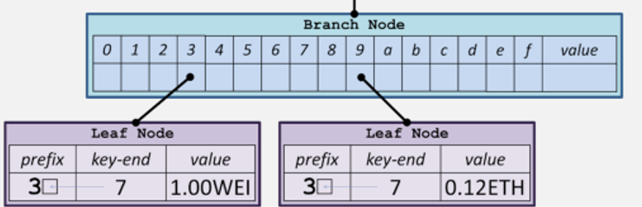 Branch Node
0 1 2 3 4 5 6 7 8 9 a b c d e f value
Leaf Node
prefix key-end value
3□ 7 1.00WEI
Leaf Node
prefix key-end value
3□ 7 0.12ETH